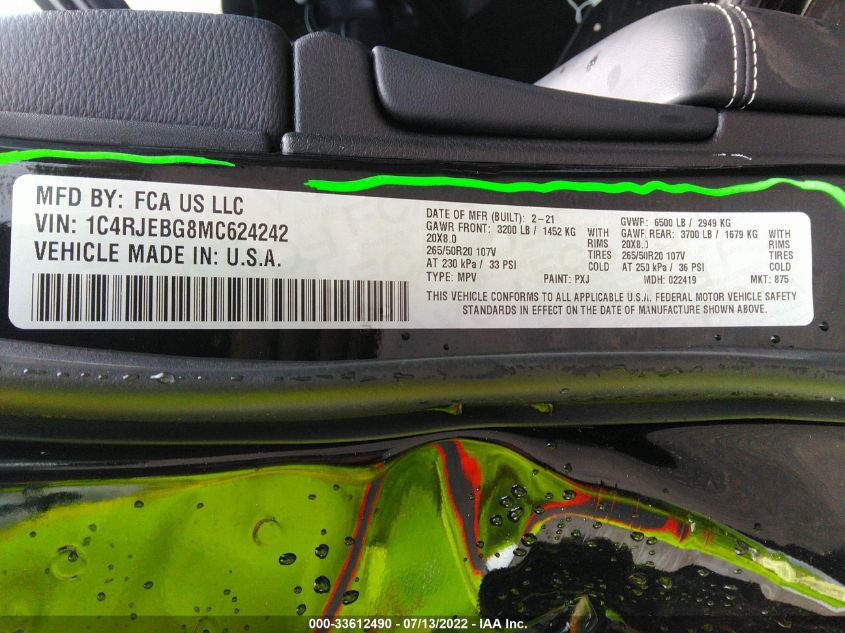 MFD BY: FCA US LLC
VIN: 1C4RJEBG8MC624242
VEHICLE MADE IN: U.S.A.
DATE OF MFR (BUILT): 2-21
GAWR FRONT: 3200 LB / 1452 KG WITH
20X8.0 RIMS
265/50R20 107V TIRES
AT 230 kPa / 33 PSI COLD
TYPE: MPV PAINT: PXJ
GVWF: 6500 LB / 2949 KG
GAWF REAR: 3700 LB / 1679 KG WITH
20X8.0 RIMS
265/50R20 107V TIRES
AT 250 kPa / 36 PSI COLD
MDH: 022419 MKT: 875
THIS VEHICLE CONFORMS TO ALL APPLICABLE U.S.A. FEDERAL MOTOR VEHICLE SAFETY
STANDARDS IN EFFECT ON THE DATE OF MANUFACTURE SHOWN ABOVE.
000-33612490 - 07/13/2022 - IAA Inc.